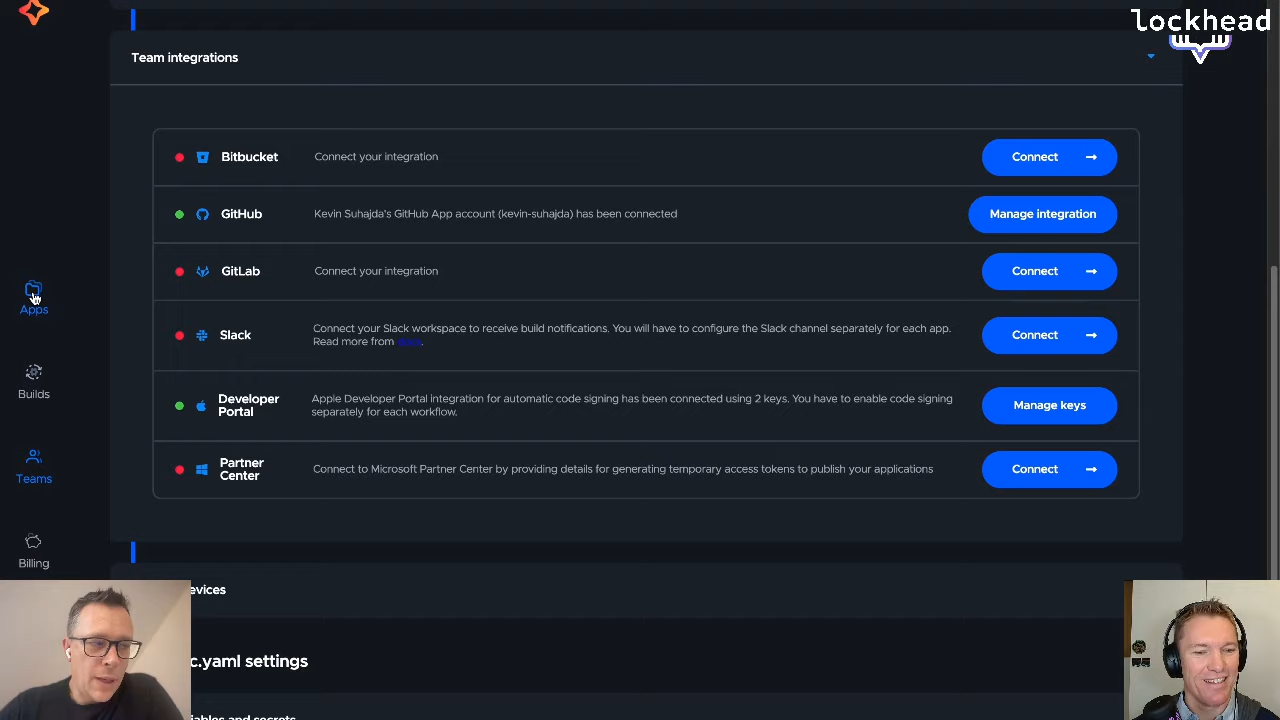 lockhead
Team integrations
Bitbucket
Connect your integration
Connect
GitHub
Kevin Suhajda's GitHub App account (kevin-suhajda) has been connected
Manage integration
GitLab
Connect your integration
Connect
Slack
Connect your Slack workspace to receive build notifications. You will have to configure the Slack channel separately for each app.
Read more from
Connect
Developer
Portal
Apple Developer Portal integration for automatic code signing has been connected using 2 keys. You have to enable code signing
separately for each workflow.
Manage keys
Partner
Center
Connect to Microsoft Partner Center by providing details for generating temporary access tokens to publish your applications
Connect
Apps
Builds
Teams
Billing
evices
c.yaml settings
iables and secrets